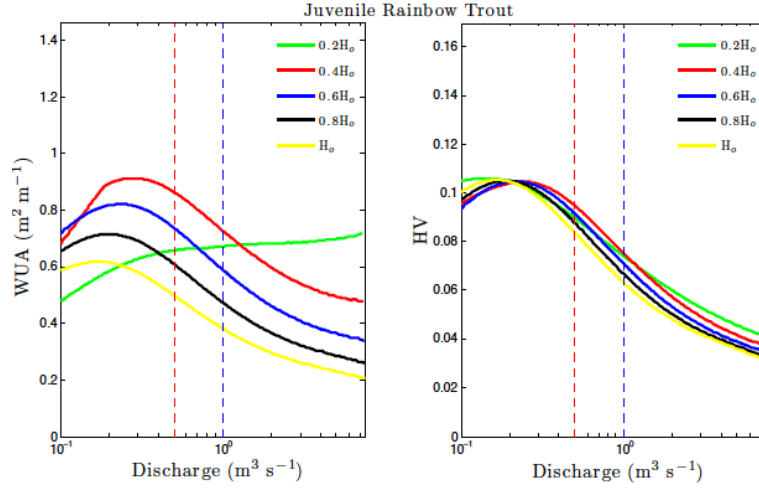 Juvenile Rainbow Trout
WUA (m² m⁻¹)
1.4
1.2
1
0.8
0.6
0.4
0.2
0
0.2Hₒ
0.4Hₒ
0.6Hₒ
0.8Hₒ
Hₒ
10⁻¹
10⁰
Discharge (m³ s⁻¹)
HV
0.16
0.14
0.12
0.1
0.08
0.06
0.04
0.02
0
0.2Hₒ
0.4Hₒ
0.6Hₒ
0.8Hₒ
Hₒ
10⁻¹
10⁰
Discharge (m³ s⁻¹)